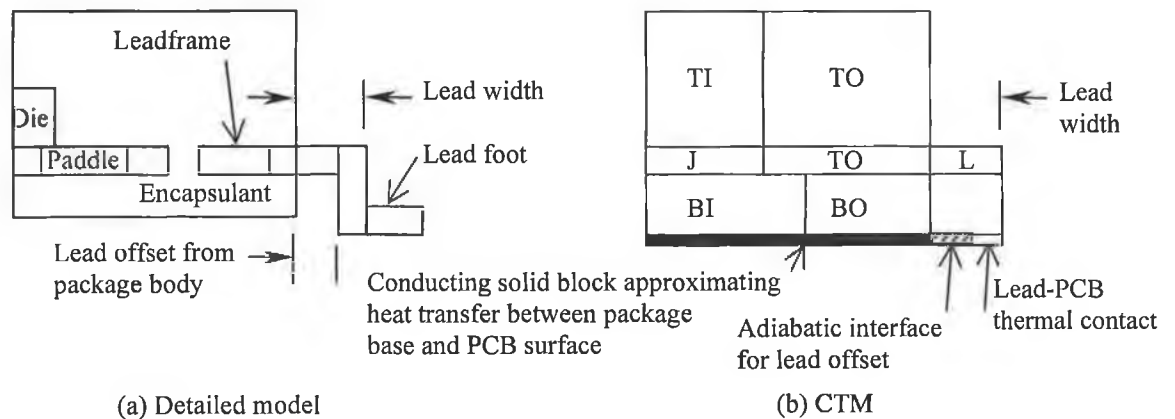 Leadframe
Lead width
Die
Paddle
Lead foot
Encapsulant
Lead offset from
package body
Conducting solid block approximating
heat transfer between package
base and PCB surface
(a) Detailed model
TI
TO
Lead
width
J
TO
L
BI
BO
Adiabatic interface
for lead offset
Lead-PCB
thermal contact
(b) CTM